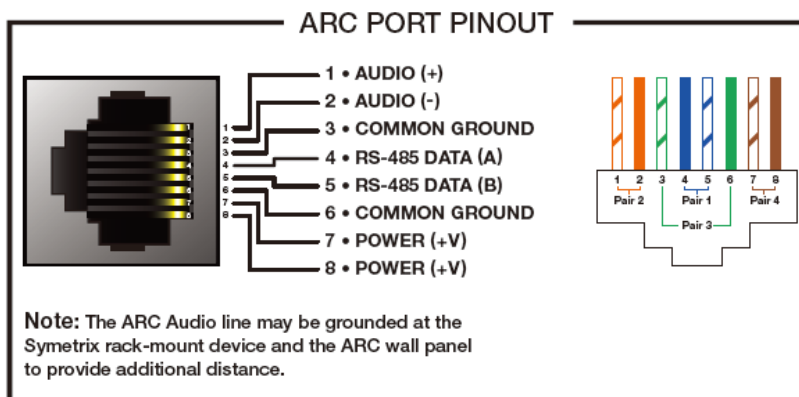 ARC PORT PINOUT
1
2
3
4
5
6
7
8
1
2
3
4
5
6
7
8
1 • AUDIO (+)
2 • AUDIO (-)
3 • COMMON GROUND
4 • RS-485 DATA (A)
5 • RS-485 DATA (B)
6 • COMMON GROUND
7 • POWER (+V)
8 • POWER (+V)
1 2 3 4 5 6 7 8
Pair 2 Pair 1 Pair 4
Pair 3
Note: The ARC Audio line may be grounded at the
Symetrix rack-mount device and the ARC wall panel
to provide additional distance.